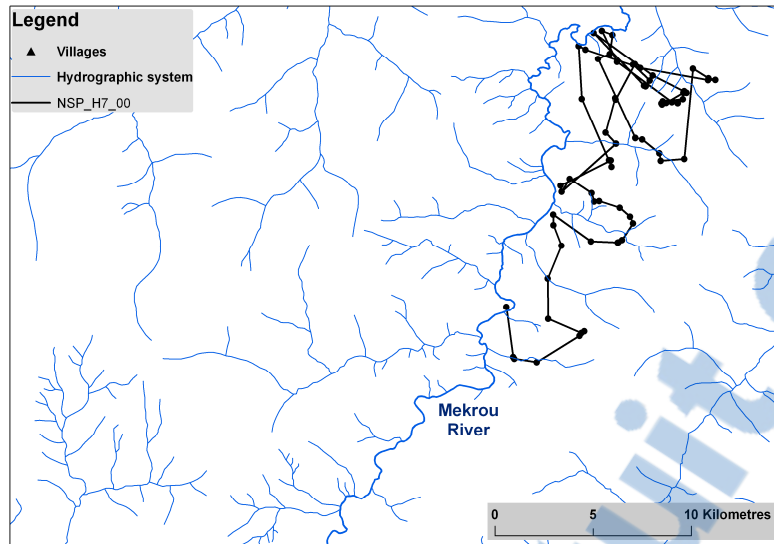 Legend
Villages
Hydrographic system
NSP_H7_00
Mekrou
River
0 5 10 Kilometres